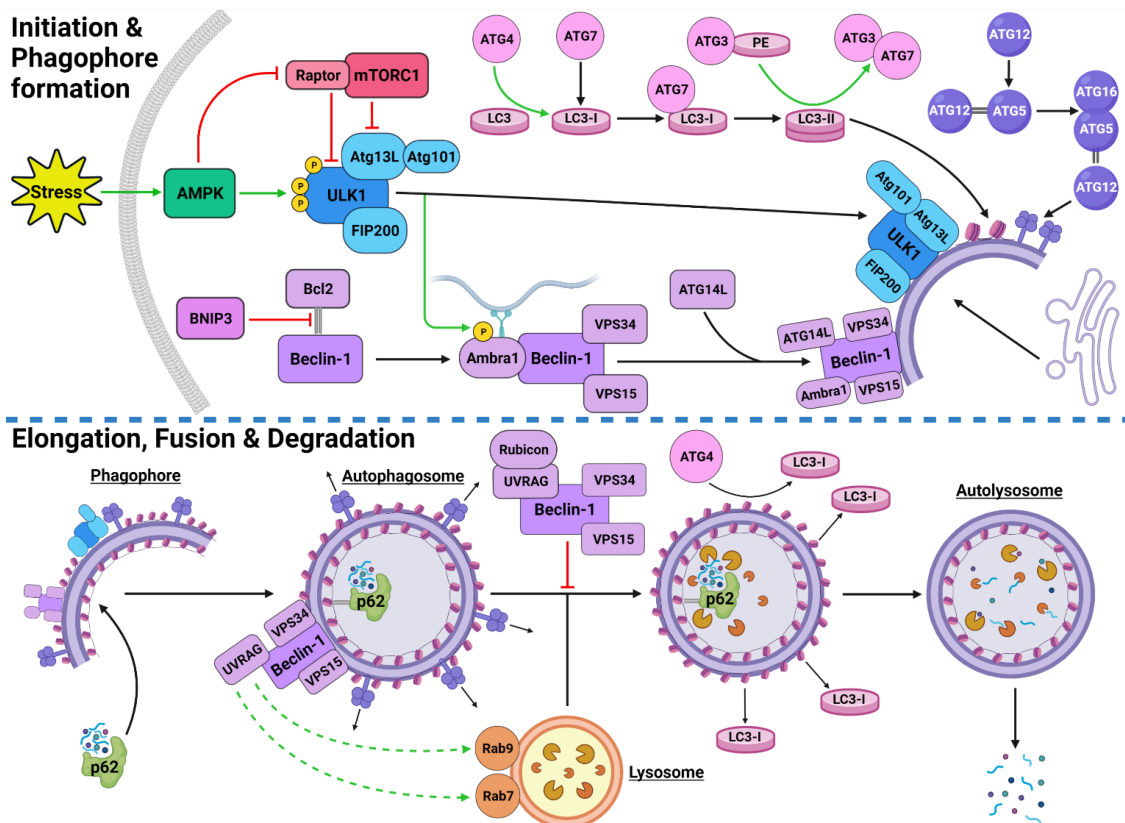 Initiation &
Phagophore
formation
Stress
AMPK
Raptor
mTORC1
P
P
P
Atg13L
Atg101
ULK1
FIP200
BNIP3
Bcl2
Beclin-1
ATG4
ATG7
LC3
LC3-I
ATG7
LC3-I
ATG3
PE
LC3-II
ATG3
ATG7
ATG12
ATG12
ATG5
ATG16
ATG5
ATG12
P
Ambra1
Beclin-1
VPS34
VPS15
ATG14L
Atg101
Atg13L
ULK1
FIP200
ATG14L
VPS34
Beclin-1
Ambra1
VPS15
Elongation, Fusion & Degradation
Phagophore
p62
Autophagosome
p62
VPS34
UVRAG
Beclin-1
VPS15
Rubicon
UVRAG
VPS34
Beclin-1
VPS15
Rab9
Rab7
Lysosome
ATG4
LC3-I
LC3-I
p62
LC3-I
LC3-I
Autolysosome